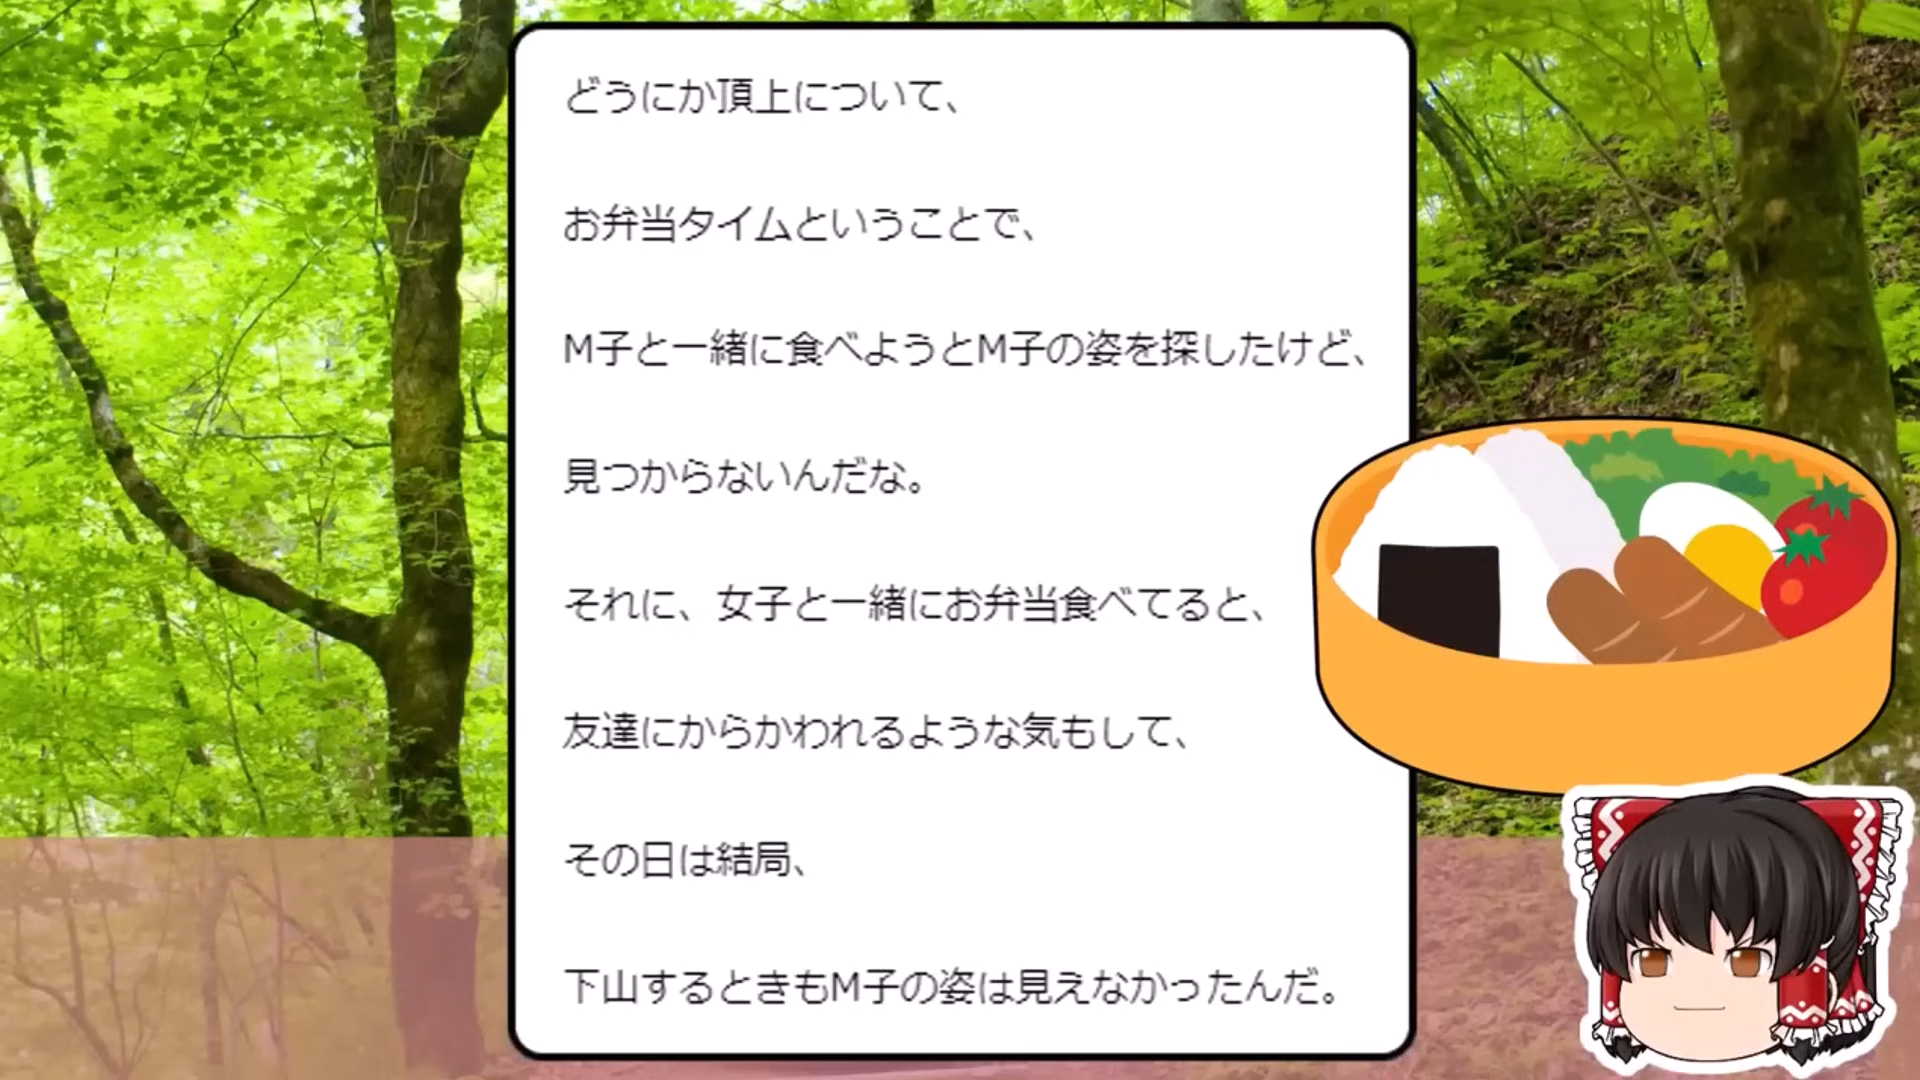 どうにか頂上について、
お弁当タイムということで、
M子と一緒に食べようとM子の姿を探したけど、
見つからないんだな。
それに、女子と一緒にお弁当食べてると、
友達にからかわれるような気もして、
その日は結局、
下山するときもM子の姿は見えなかったんだ。